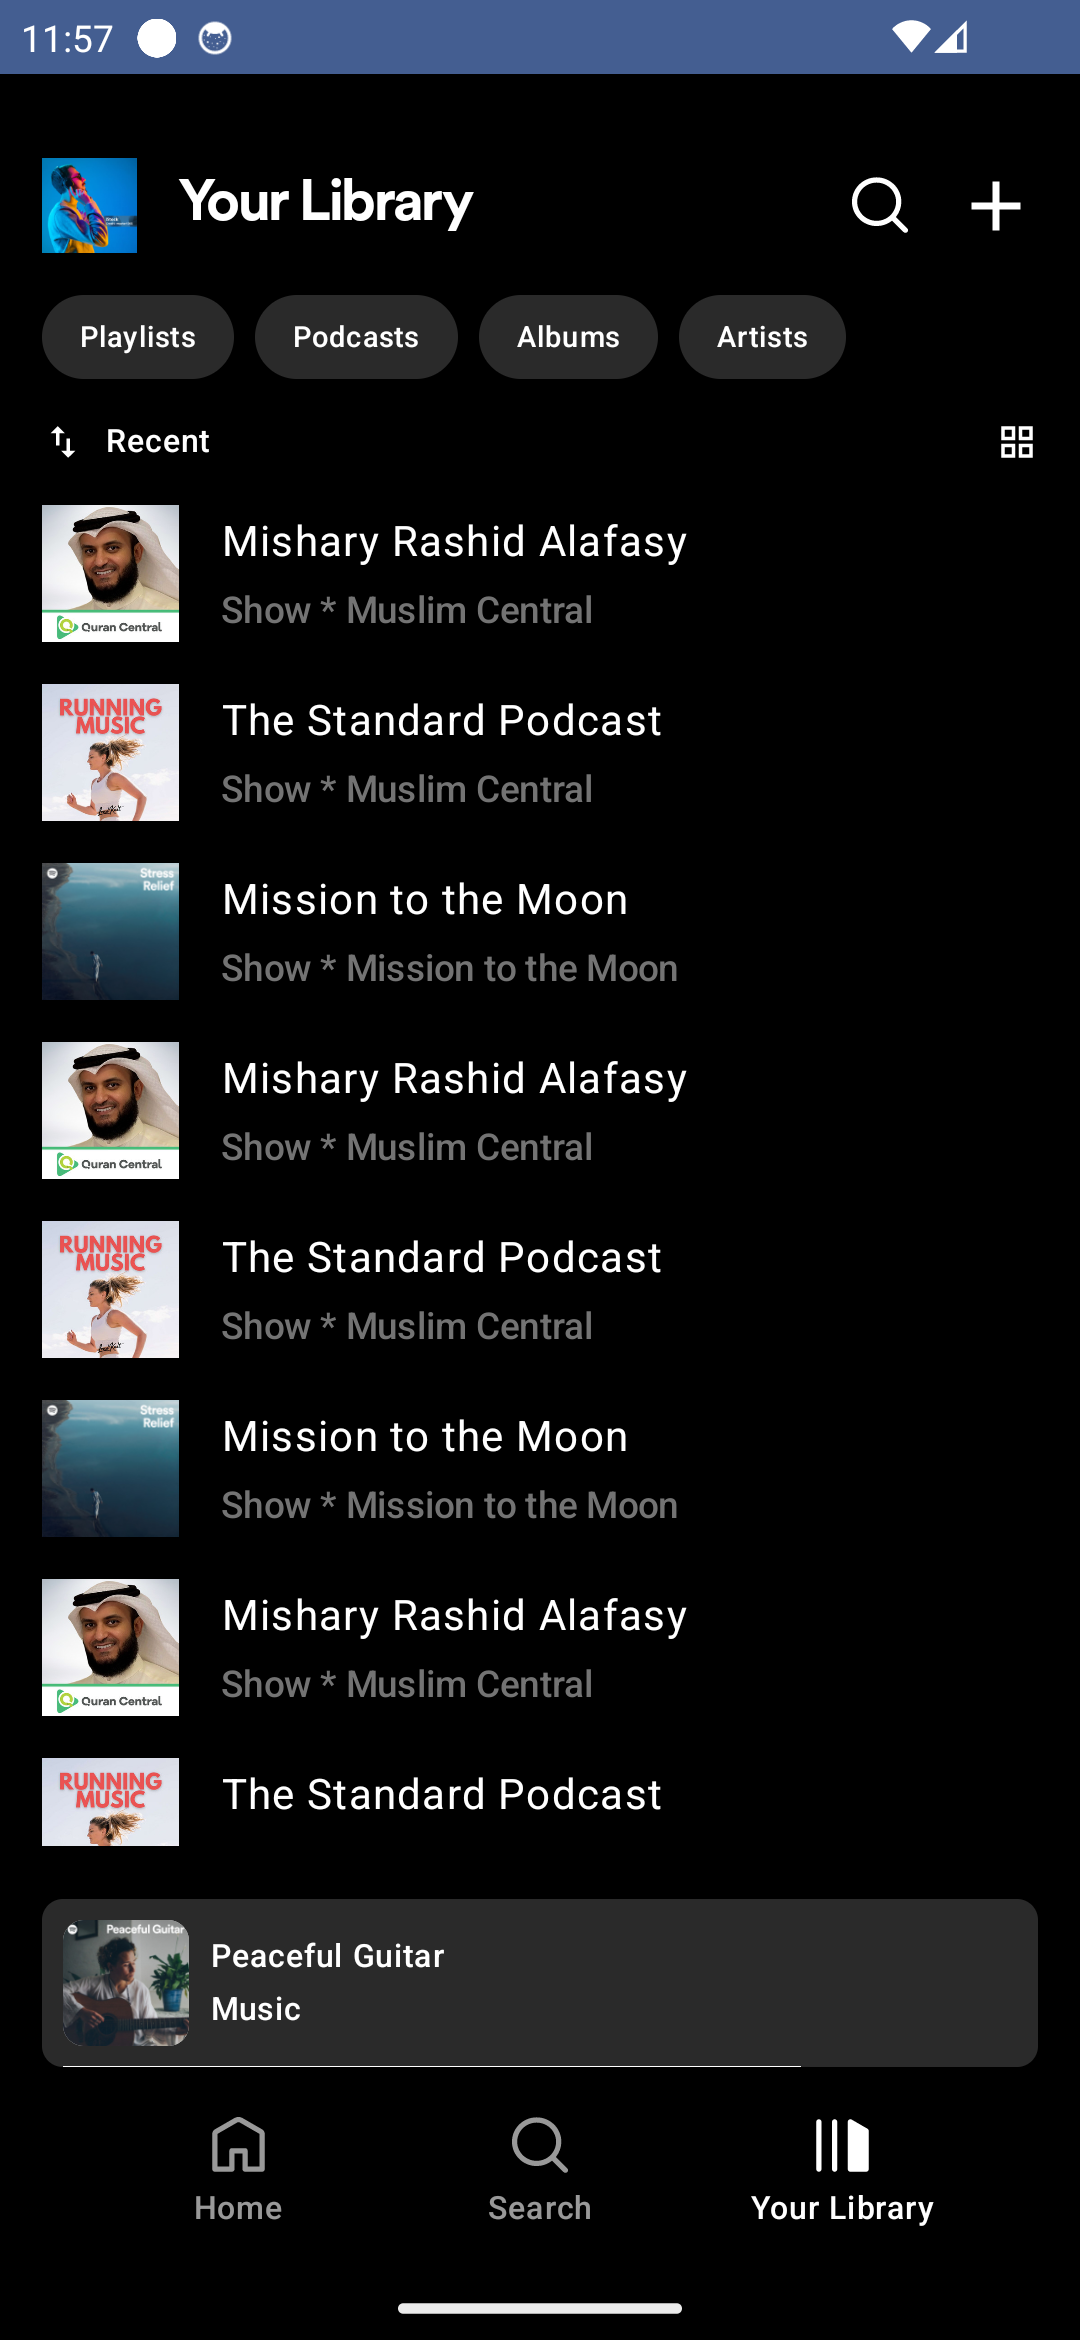 11:57
Your Library
Playlists Podcasts Albums Artists
Recent
Mishary Rashid Alafasy
Show * Muslim Central
Quran Central
The Standard Podcast
Show * Muslim Central
RUNNING
MUSIC
Mission to the Moon
Show * Mission to the Moon
Stress
Relief
Mishary Rashid Alafasy
Show * Muslim Central
Quran Central
The Standard Podcast
Show * Muslim Central
RUNNING
MUSIC
Mission to the Moon
Show * Mission to the Moon
Stress
Relief
Mishary Rashid Alafasy
Show * Muslim Central
Quran Central
The Standard Podcast
RUNNING
MUSIC
Peaceful Guitar
Peaceful Guitar
Music
Home Search Your Library